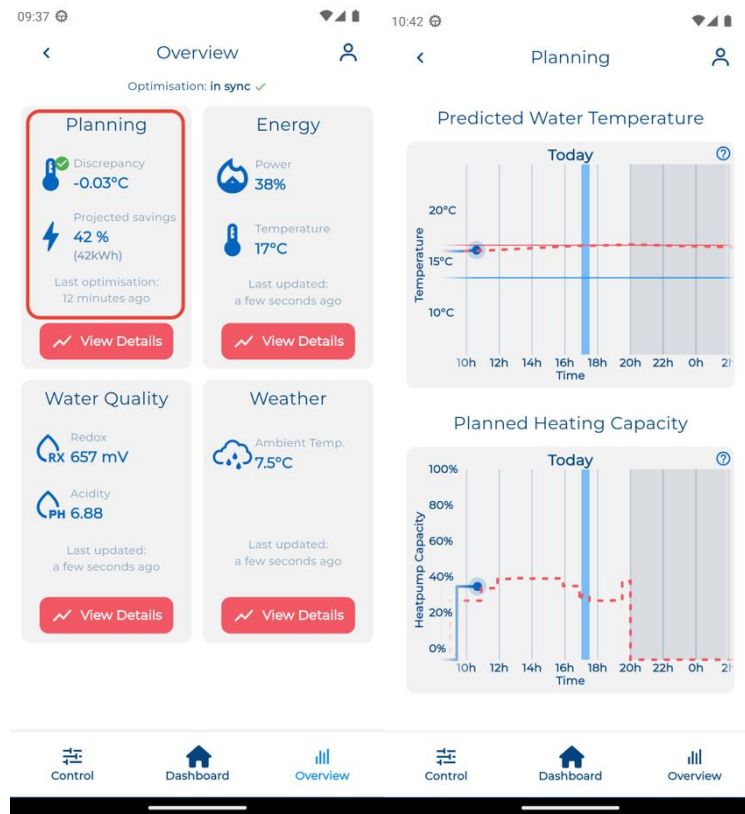 09:37
Overview
Optimisation: in sync
Planning
Discrepancy
-0.03°C
Projected savings
42 %
(42kWh)
Last optimisation:
12 minutes ago
View Details
Energy
Power
38%
Temperature
17°C
Last updated:
a few seconds ago
View Details
Water Quality
Redox
RX 657 mV
Acidity
PH 6.88
Last updated:
a few seconds ago
View Details
Weather
Ambient Temp.
7.5°C
Last updated:
a few seconds ago
View Details
Control
Dashboard
Overview
10:42
Planning
Predicted Water Temperature
Today
?
Temperature
20°C
15°C
10°C
10h 12h 14h 16h 18h 20h 22h 0h 2h
Time
Planned Heating Capacity
Today
?
Heatpump Capacity
100%
80%
60%
40%
20%
0%
10h 12h 14h 16h 18h 20h 22h 0h 2h
Time
Control
Dashboard
Overview